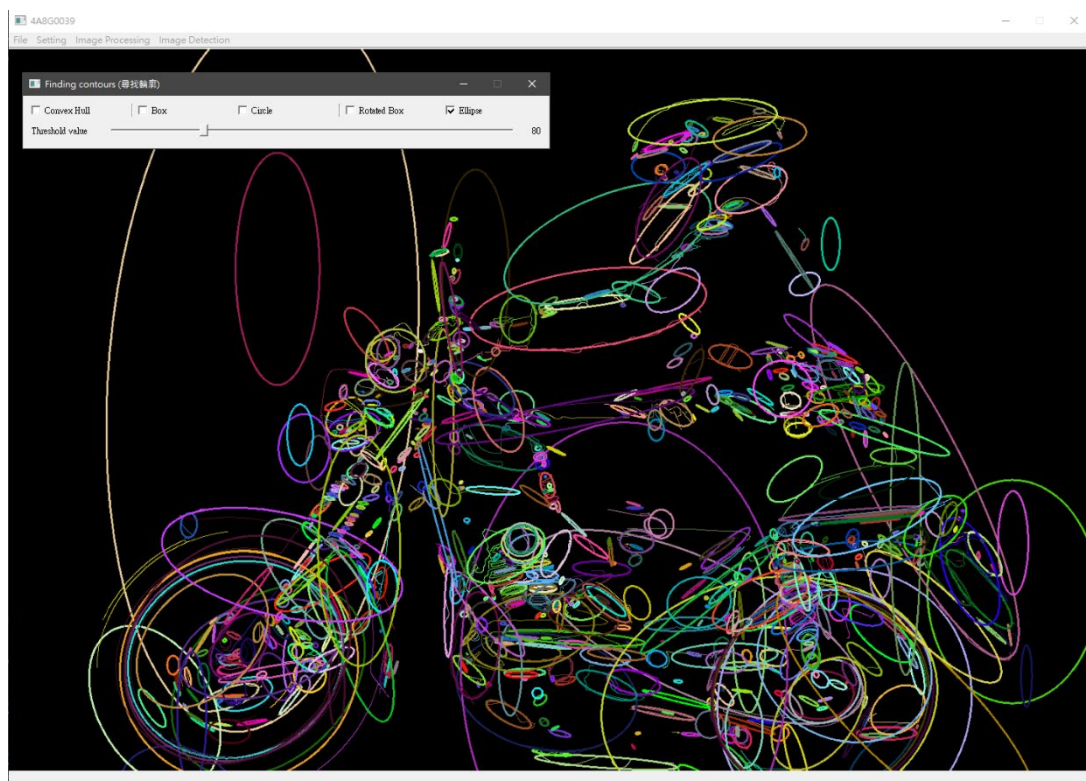 4A8G0039
File Setting Image Processing Image Detection
Finding contours (尋找輪廓)
Convex Hull Box Circle Rotated Box Ellipse
Threshold value 80